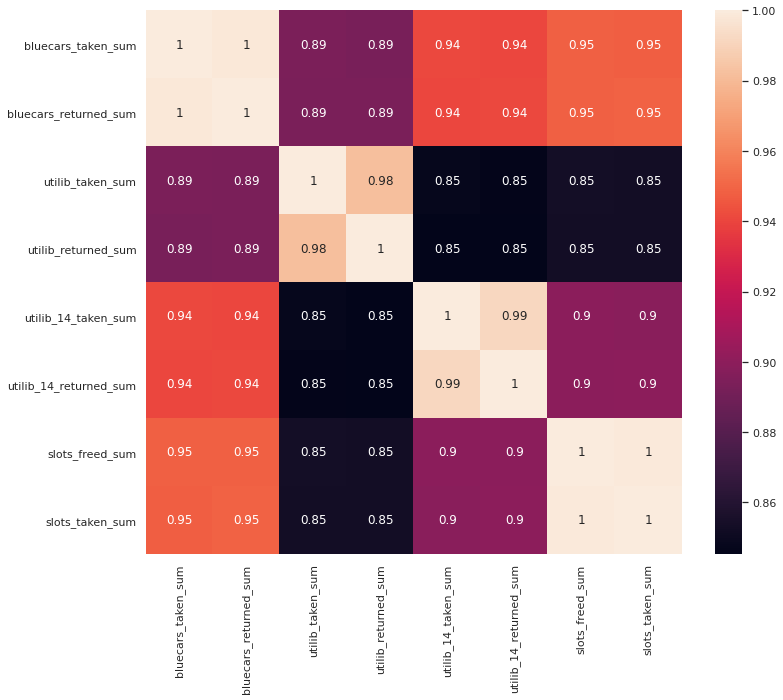 bluecars_taken_sum 1 1 0.89 0.89 0.94 0.94 0.95 0.95
bluecars_returned_sum 1 1 0.89 0.89 0.94 0.94 0.95 0.95
utilib_taken_sum 0.89 0.89 1 0.98 0.85 0.85 0.85 0.85
utilib_returned_sum 0.89 0.89 0.98 1 0.85 0.85 0.85 0.85
utilib_14_taken_sum 0.94 0.94 0.85 0.85 1 0.99 0.9 0.9
utilib_14_returned_sum 0.94 0.94 0.85 0.85 0.99 1 0.9 0.9
slots_freed_sum 0.95 0.95 0.85 0.85 0.9 0.9 1 1
slots_taken_sum 0.95 0.95 0.85 0.85 0.9 0.9 1 1
bluecars_taken_sum
bluecars_returned_sum
utilib_taken_sum
utilib_returned_sum
utilib_14_taken_sum
utilib_14_returned_sum
slots_freed_sum
slots_taken_sum
1.00
0.98
0.96
0.94
0.92
0.90
0.88
0.86